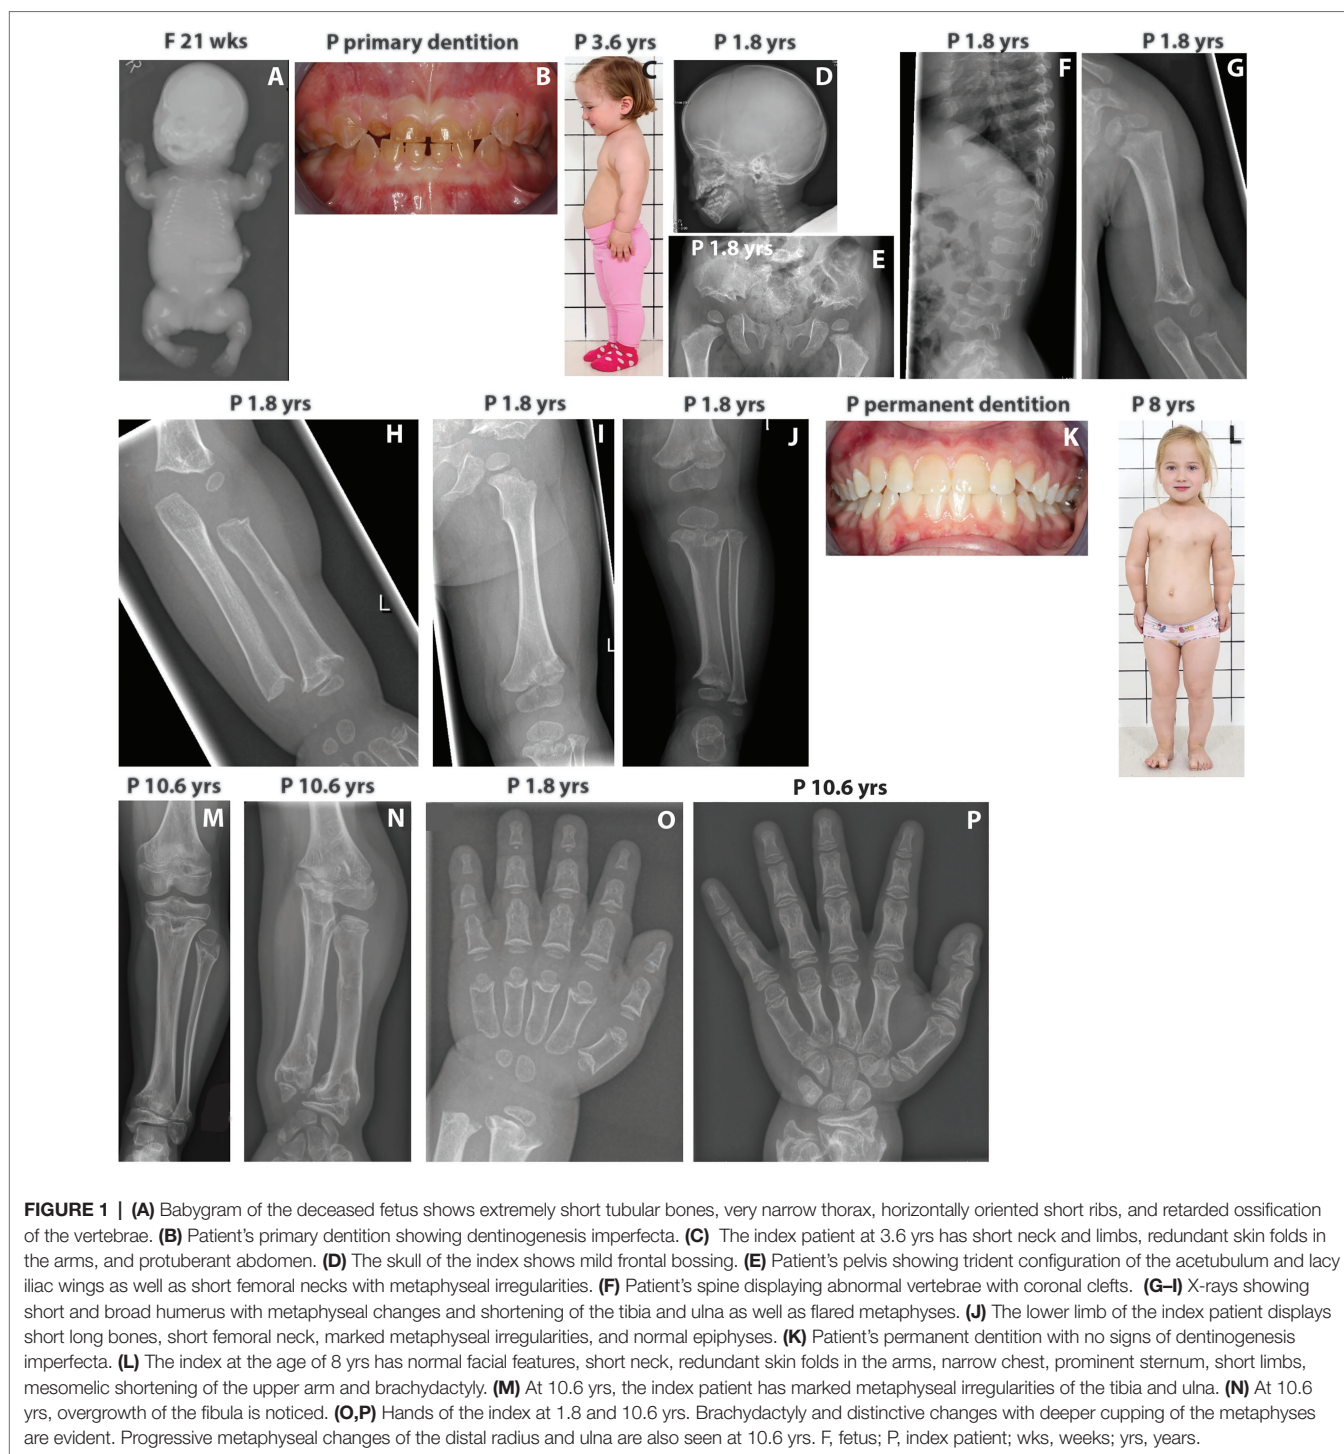 F 21 wks
P primary dentition
P 3.6 yrs
P 1.8 yrs
P 1.8 yrs
P 1.8 yrs
R
A
B
C
D
F
G
P 1.8 yrs
E
P 1.8 yrs
P 1.8 yrs
P 1.8 yrs
P permanent dentition
P 8 yrs
H
I
J
K
L
L
L
P 10.6 yrs
P 10.6 yrs
P 1.8 yrs
P 10.6 yrs
M
N
O
P
FIGURE 1 | (A) Babygram of the deceased fetus shows extremely short tubular bones, very narrow thorax, horizontally oriented short ribs, and retarded ossification
of the vertebrae. (B) Patient's primary dentition showing dentinogenesis imperfecta. (C) The index patient at 3.6 yrs has short neck and limbs, redundant skin folds in
the arms, and protuberant abdomen. (D) The skull of the index shows mild frontal bossing. (E) Patient's pelvis showing trident configuration of the acetubulum and lacy
iliac wings as well as short femoral necks with metaphyseal irregularities. (F) Patient's spine displaying abnormal vertebrae with coronal clefts. (G–I) X-rays showing
short and broad humerus with metaphyseal changes and shortening of the tibia and ulna as well as flared metaphyses. (J) The lower limb of the index patient displays
short long bones, short femoral neck, marked metaphyseal irregularities, and normal epiphyses. (K) Patient's permanent dentition with no signs of dentinogenesis
imperfecta. (L) The index at the age of 8 yrs has normal facial features, short neck, redundant skin folds in the arms, narrow chest, prominent sternum, short limbs,
mesomelic shortening of the upper arm and brachydactyly. (M) At 10.6 yrs, the index patient has marked metaphyseal irregularities of the tibia and ulna. (N) At 10.6
yrs, overgrowth of the fibula is noticed. (O,P) Hands of the index at 1.8 and 10.6 yrs. Brachydactyly and distinctive changes with deeper cupping of the metaphyses
are evident. Progressive metaphyseal changes of the distal radius and ulna are also seen at 10.6 yrs. F, fetus; P, index patient; wks, weeks; yrs, years.